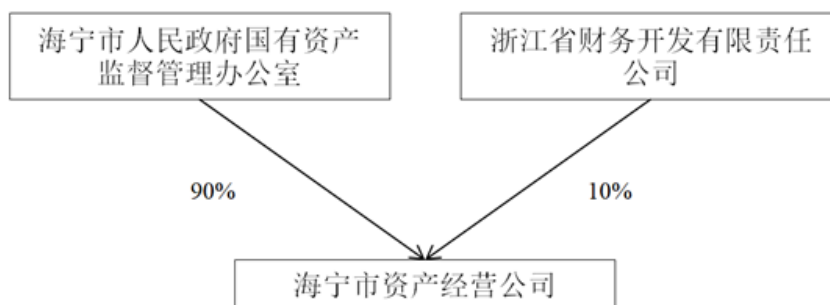 海宁市人民政府国有资产
监督管理办公室
浙江省财务开发有限责任
公司
90%
10%
海宁市资产经营公司